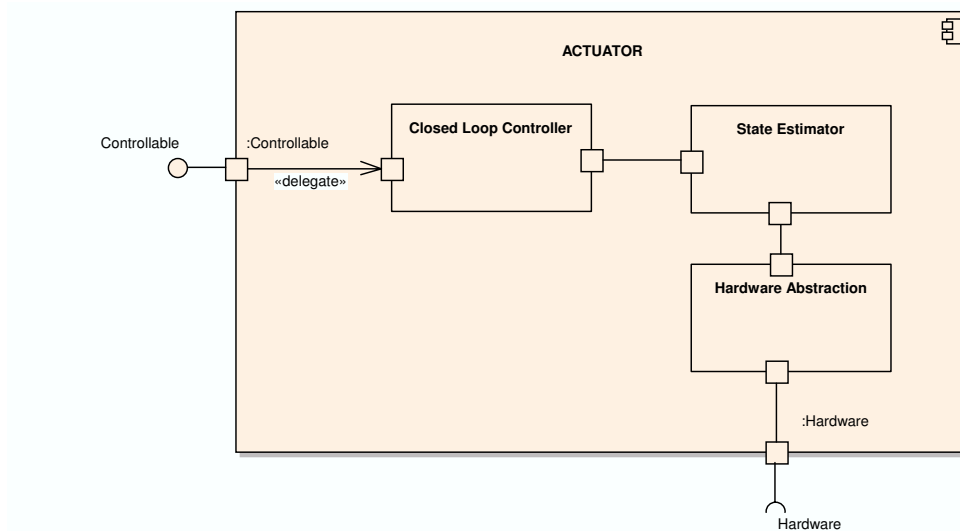 ACTUATOR
Closed Loop Controller
State Estimator
Controllable
:Controllable
«delegate»
Hardware Abstraction
:Hardware
Hardware